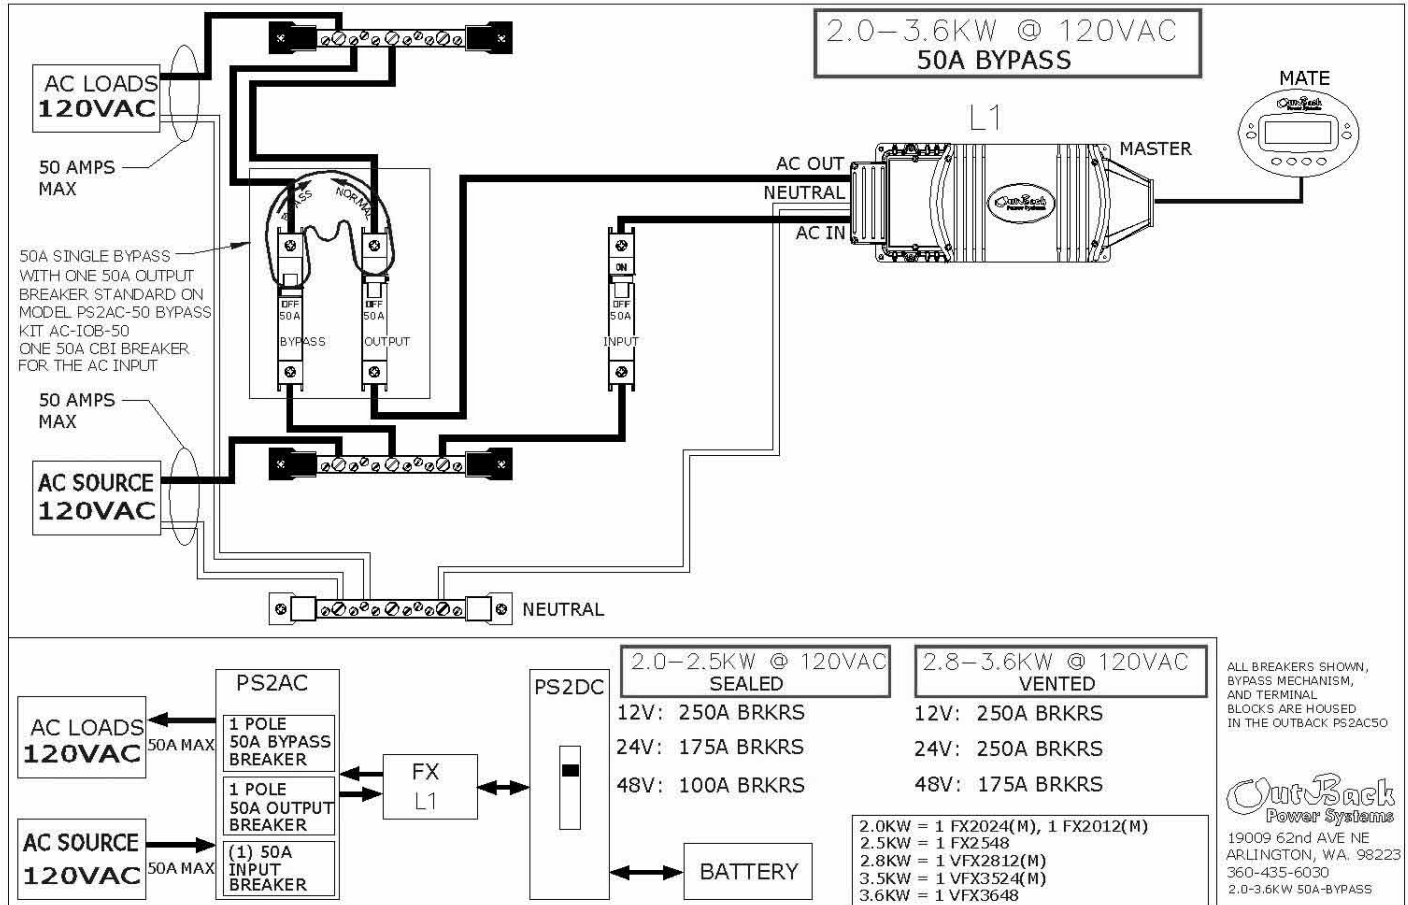 2.0-3.6KW @ 120VAC
50A BYPASS
AC LOADS
120VAC
50 AMPS
MAX
L1
MATE
OutBack
Power Systems
AC OUT
NEUTRAL
AC IN
MASTER
OutBack
Power Systems
BYPASS
NORMAL
50A SINGLE BYPASS
WITH ONE 50A OUTPUT
BREAKER STANDARD ON
MODEL PS2AC-50 BYPASS
KIT AC-IOB-50
ONE 50A CBI BREAKER
FOR THE AC INPUT
OFF
50A
BYPASS
OFF
50A
OUTPUT
ON
OFF
50A
INPUT
50 AMPS
MAX
AC SOURCE
120VAC
NEUTRAL
AC LOADS
120VAC
50A MAX
AC SOURCE
120VAC
50A MAX
PS2AC
1 POLE
50A BYPASS
BREAKER
1 POLE
50A OUTPUT
BREAKER
(1) 50A
INPUT
BREAKER
FX
L1
PS2DC
BATTERY
2.0-2.5KW @ 120VAC
SEALED
12V: 250A BRKRS
24V: 175A BRKRS
48V: 100A BRKRS
2.8-3.6KW @ 120VAC
VENTED
12V: 250A BRKRS
24V: 250A BRKRS
48V: 175A BRKRS
2.0KW = 1 FX2024(M), 1 FX2012(M)
2.5KW = 1 FX2548
2.8KW = 1 VFX2812(M)
3.5KW = 1 VFX3524(M)
3.6KW = 1 VFX3648
ALL BREAKERS SHOWN,
BYPASS MECHANISM,
AND TERMINAL
BLOCKS ARE HOUSED
IN THE OUTBACK PS2AC50
OutBack
Power Systems
19009 62nd AVE NE
ARLINGTON, WA. 98223
360-435-6030
2.0-3.6KW 50A-BYPASS